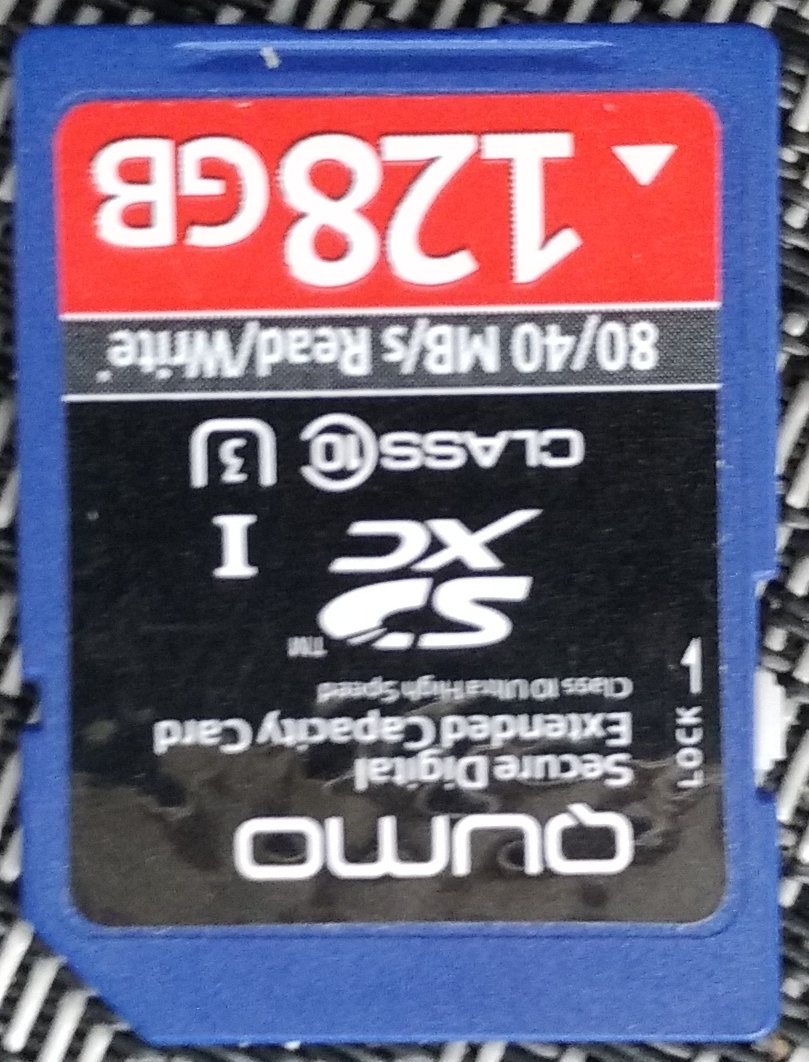 QUMO
Secure Digital
Extended Capacity Card
Class 10 Ultra High Speed
LOCK
SD TM
XC I
CLASS 10 3
80/40 MB/s Read/Write*
128GB